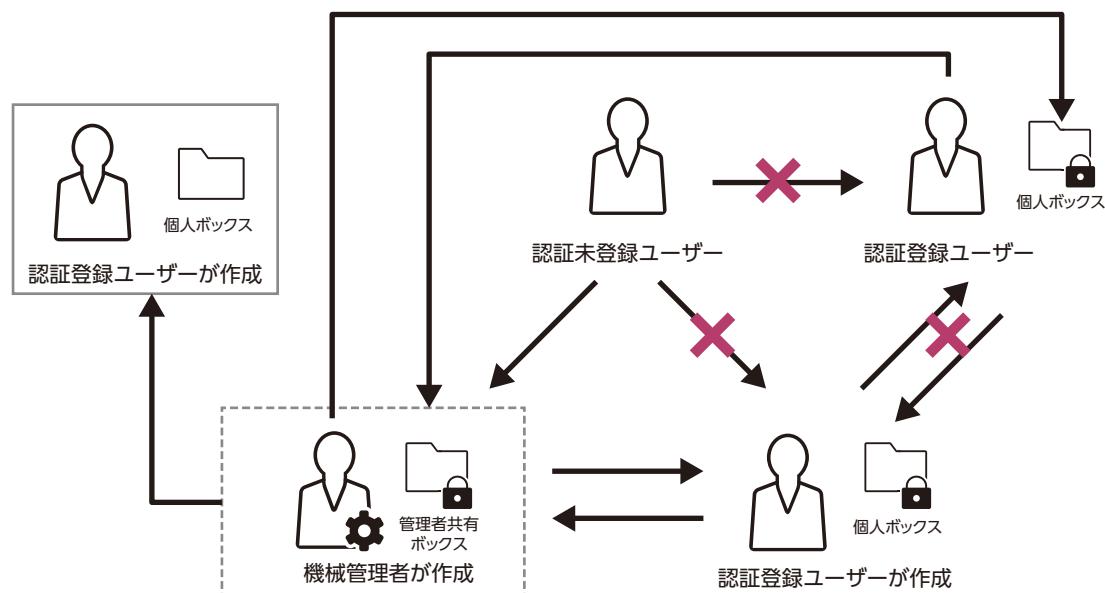 個人ボックス
認証登録ユーザーが作成
認証未登録ユーザー
個人ボックス
認証登録ユーザー
管理者共有
ボックス
機械管理者が作成
個人ボックス
認証登録ユーザーが作成